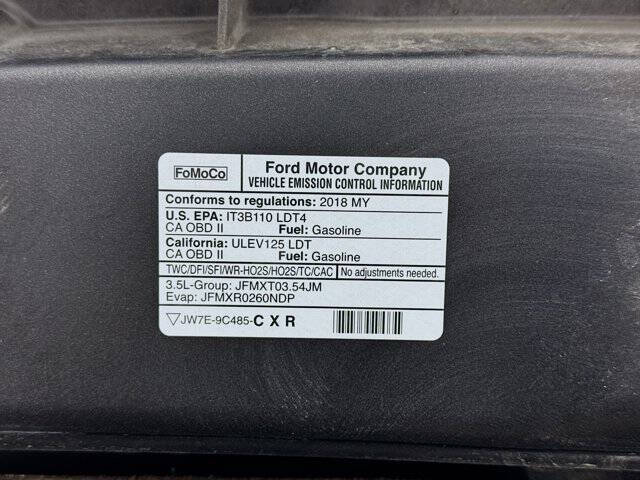 FoMoCo
Ford Motor Company
VEHICLE EMISSION CONTROL INFORMATION
Conforms to regulations: 2018 MY
U.S. EPA: IT3B110 LDT4
CA OBD II Fuel: Gasoline
California: ULEV125 LDT
CA OBD II Fuel: Gasoline
TWC/DFI/SFI/WR-HO2S/HO2S/TC/CAC No adjustments needed.
3.5L-Group: JFMXT03.54JM
Evap: JFMXR0260NDP
JW7E-9C485-C X R